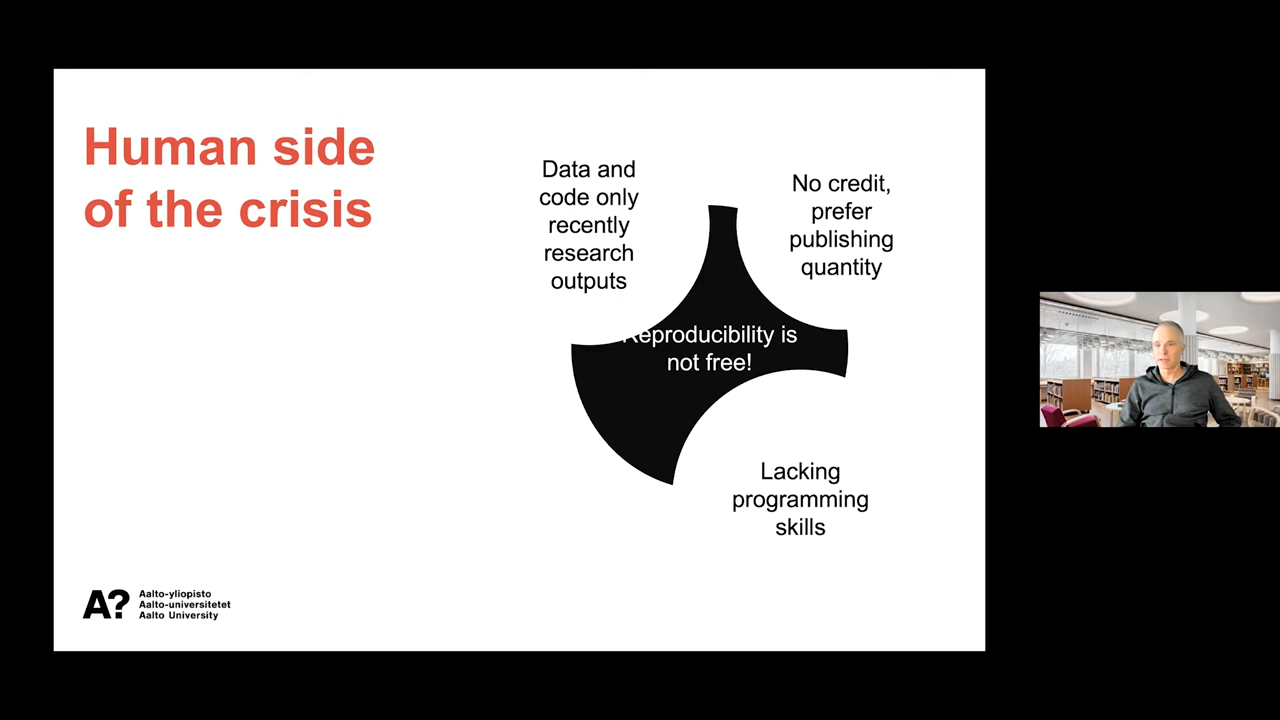 Human side
of the crisis
Data and
code only
recently
research
outputs
No credit,
prefer
publishing
quantity
Reproducibility is
not free!
Lacking
programming
skills
A?
Aalto-yliopisto
Aalto-universitetet
Aalto University